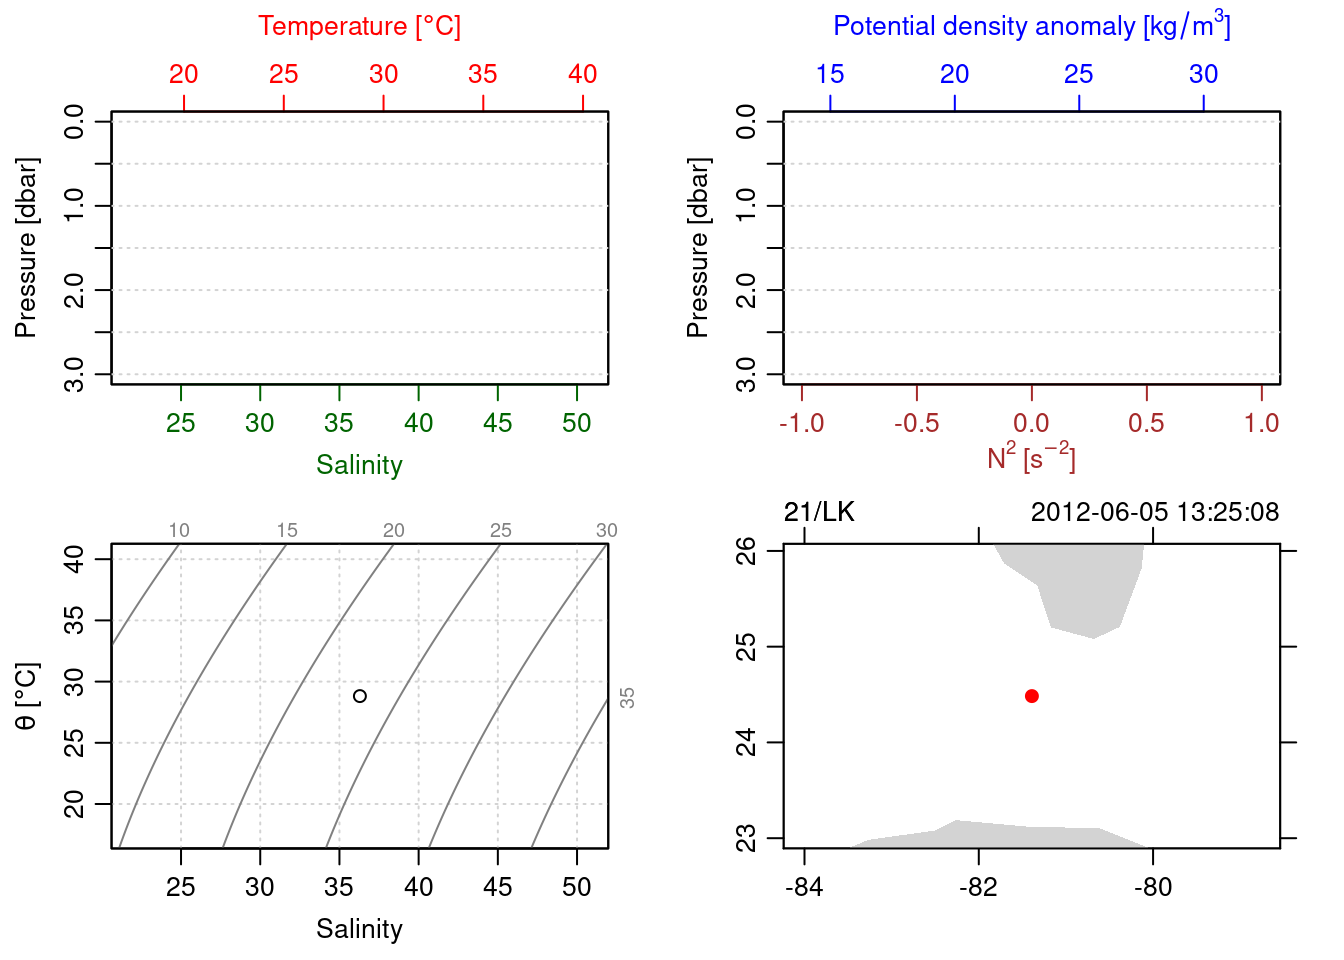 Temperature [°C]
20 25 30 35 40
Pressure [dbar]
0.0 1.0 2.0 3.0
25 30 35 40 45 50
Salinity
Potential density anomaly [kg/m³]
15 20 25 30
Pressure [dbar]
0.0 1.0 2.0 3.0
-1.0 -0.5 0.0 0.5 1.0
N² [s⁻²]
10 15 20 25 30
35
θ [°C]
40 35 30 25 20
25 30 35 40 45 50
Salinity
21/LK 2012-06-05 13:25:08
26 25 24 23
-84 -82 -80